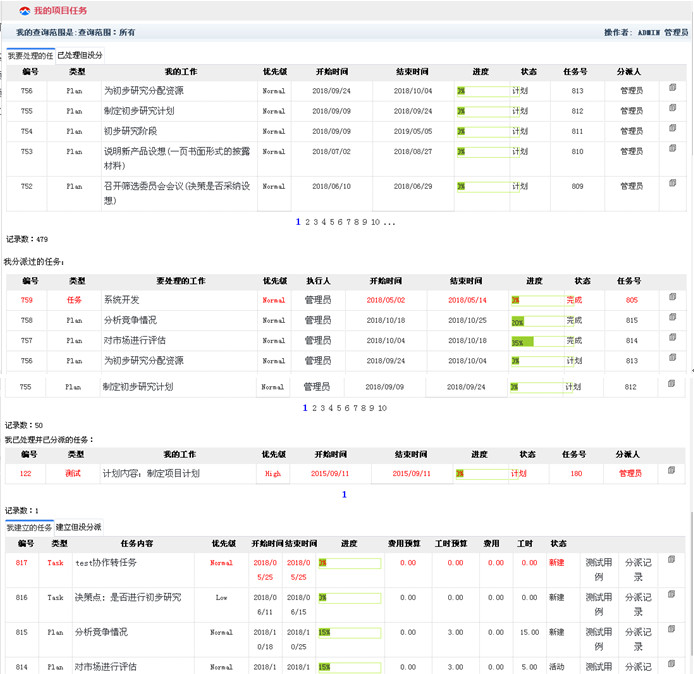 我的项目任务
我的查询范围是:查询范围：所有 操作者: ADMIN 管理员
我要处理的任 已处理但没分
编号 类型 我的工作 优先级 开始时间 结束时间 进度 状态 任务号 分派人
756 Plan 为初步研究分配资源 Normal 2018/09/24 2018/10/04 计划 813 管理员
755 Plan 制定初步研究计划 Normal 2018/09/09 2018/09/24 计划 812 管理员
754 Plan 初步研究阶段 Normal 2018/09/09 2019/05/05 计划 811 管理员
753 Plan 说明新产品设想(一页书面形式的披露 Normal 2018/07/02 2018/08/27 计划 810 管理员
材料)
752 Plan 召开筛选委员会会议(决策是否采纳设 Normal 2018/06/10 2018/06/29 计划 809 管理员
想)
1 2 3 4 5 6 7 8 9 10 ...
记录数：479
我分派过的任务:
编号 类型 要处理的工作 优先级 执行人 开始时间 结束时间 进度 状态 任务号
759 任务 系统开发 Normal 管理员 2018/05/02 2018/05/14 完成 805
758 Plan 分析竞争情况 Normal 管理员 2018/10/18 2018/10/25 20% 完成 815
757 Plan 对市场进行评估 Normal 管理员 2018/10/04 2018/10/18 35% 完成 814
756 Plan 为初步研究分配资源 Normal 管理员 2018/09/24 2018/10/04 计划 813
755 Plan 制定初步研究计划 Normal 管理员 2018/09/09 2018/09/24 计划 812
1 2 3 4 5 6 7 8 9 10
记录数：50
我已处理并已分派的任务：
编号 类型 我的工作 优先级 开始时间 结束时间 进度 状态 任务号 分派人
122 测试 计划内容：制定项目计划 High 2015/09/11 2015/09/11 计划 180 管理员
1
记录数：1
我建立的任务 建立但没分派
编号 类型 任务内容 优先级 开始时间 结束时间 进度 费用预算 工时预算 费用 工时 状态
817 Task test协作转任务 Normal 2018/0 2018/0 0.00 0.00 0.00 0.00 新建 测试用 分派记
5/25 5/25 例 录
816 Task 决策点: 是否进行初步研究 Low 2018/0 2018/0 0.00 0.00 0.00 0.00 新建 测试用 分派记
6/11 6/15 例 录
815 Plan 分析竞争情况 Normal 2018/1 2018/1 15% 0.00 3.00 0.00 15.00 新建 测试用 分派记
0/18 0/25 例 录
814 Plan 对市场进行评估 Normal 2018/1 2018/1 15% 0.00 3.00 0.00 5.00 活动 测试用 分派记